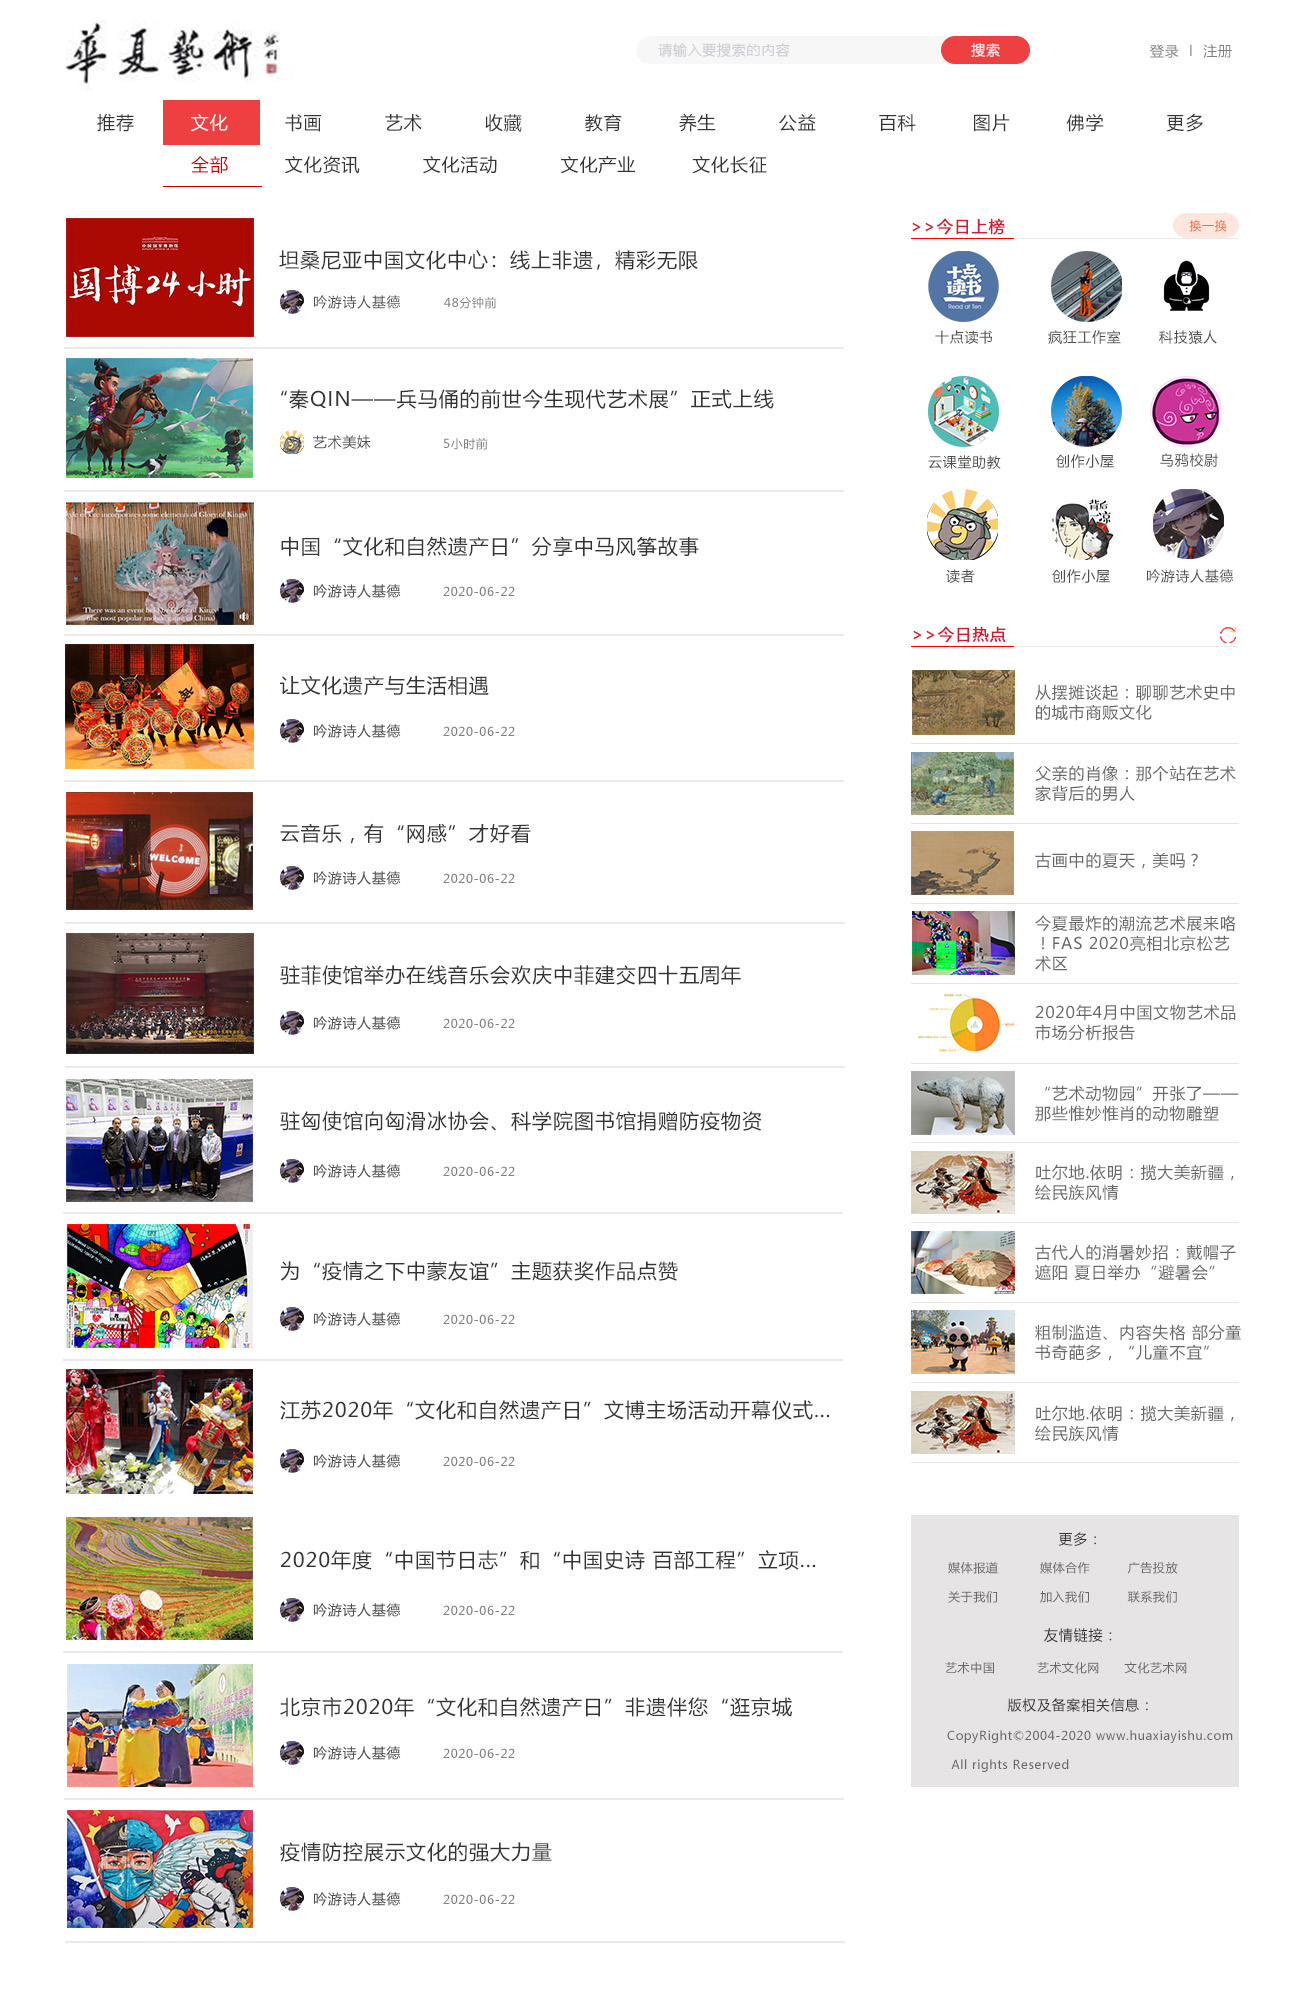 華夏藝術
请输入要搜索的内容
搜索
登录 | 注册
推荐 文化 书画 艺术 收藏 教育 养生 公益 百科 图片 佛学 更多
全部 文化资讯 文化活动 文化产业 文化长征
国博24小时
坦桑尼亚中国文化中心：线上非遗，精彩无限
吟游诗人基德 48分钟前
“秦QIN——兵马俑的前世今生现代艺术展”正式上线
艺术美妹 5小时前
中国“文化和自然遗产日”分享中马风筝故事
吟游诗人基德 2020-06-22
让文化遗产与生活相遇
吟游诗人基德 2020-06-22
WELCOME
云音乐，有“网感”才好看
吟游诗人基德 2020-06-22
驻菲使馆举办在线音乐会欢庆中菲建交四十五周年
吟游诗人基德 2020-06-22
驻匈使馆向匈滑冰协会、科学院图书馆捐赠防疫物资
吟游诗人基德 2020-06-22
为“疫情之下中蒙友谊”主题获奖作品点赞
吟游诗人基德 2020-06-22
江苏2020年“文化和自然遗产日”文博主场活动开幕仪式...
吟游诗人基德 2020-06-22
2020年度“中国节日志”和“中国史诗 百部工程”立项...
吟游诗人基德 2020-06-22
北京市2020年“文化和自然遗产日”非遗伴您“逛京城
吟游诗人基德 2020-06-22
疫情防控展示文化的强大力量
吟游诗人基德 2020-06-22
>>今日上榜 换一换
十点读书
Read at Ten
十点读书 疯狂工作室 科技猿人
云课堂助教 创作小屋 乌鸦校尉
背后凉
读者 创作小屋 吟游诗人基德
>>今日热点
从摆摊谈起：聊聊艺术史中
的城市商贩文化
父亲的肖像：那个站在艺术
家背后的男人
古画中的夏天，美吗？
今夏最炸的潮流艺术展来咯
！FAS 2020亮相北京松艺
术区
2020年4月中国文物艺术品
市场分析报告
“艺术动物园”开张了——
那些惟妙惟肖的动物雕塑
吐尔地.依明：揽大美新疆，
绘民族风情
古代人的消暑妙招：戴帽子
遮阳 夏日举办“避暑会”
粗制滥造、内容失格 部分童
书奇葩多，“儿童不宜”
吐尔地.依明：揽大美新疆，
绘民族风情
更多：
媒体报道 媒体合作 广告投放
关于我们 加入我们 联系我们
友情链接：
艺术中国 艺术文化网 文化艺术网
版权及备案相关信息：
CopyRight©2004-2020 www.huaxiayishu.com
All rights Reserved